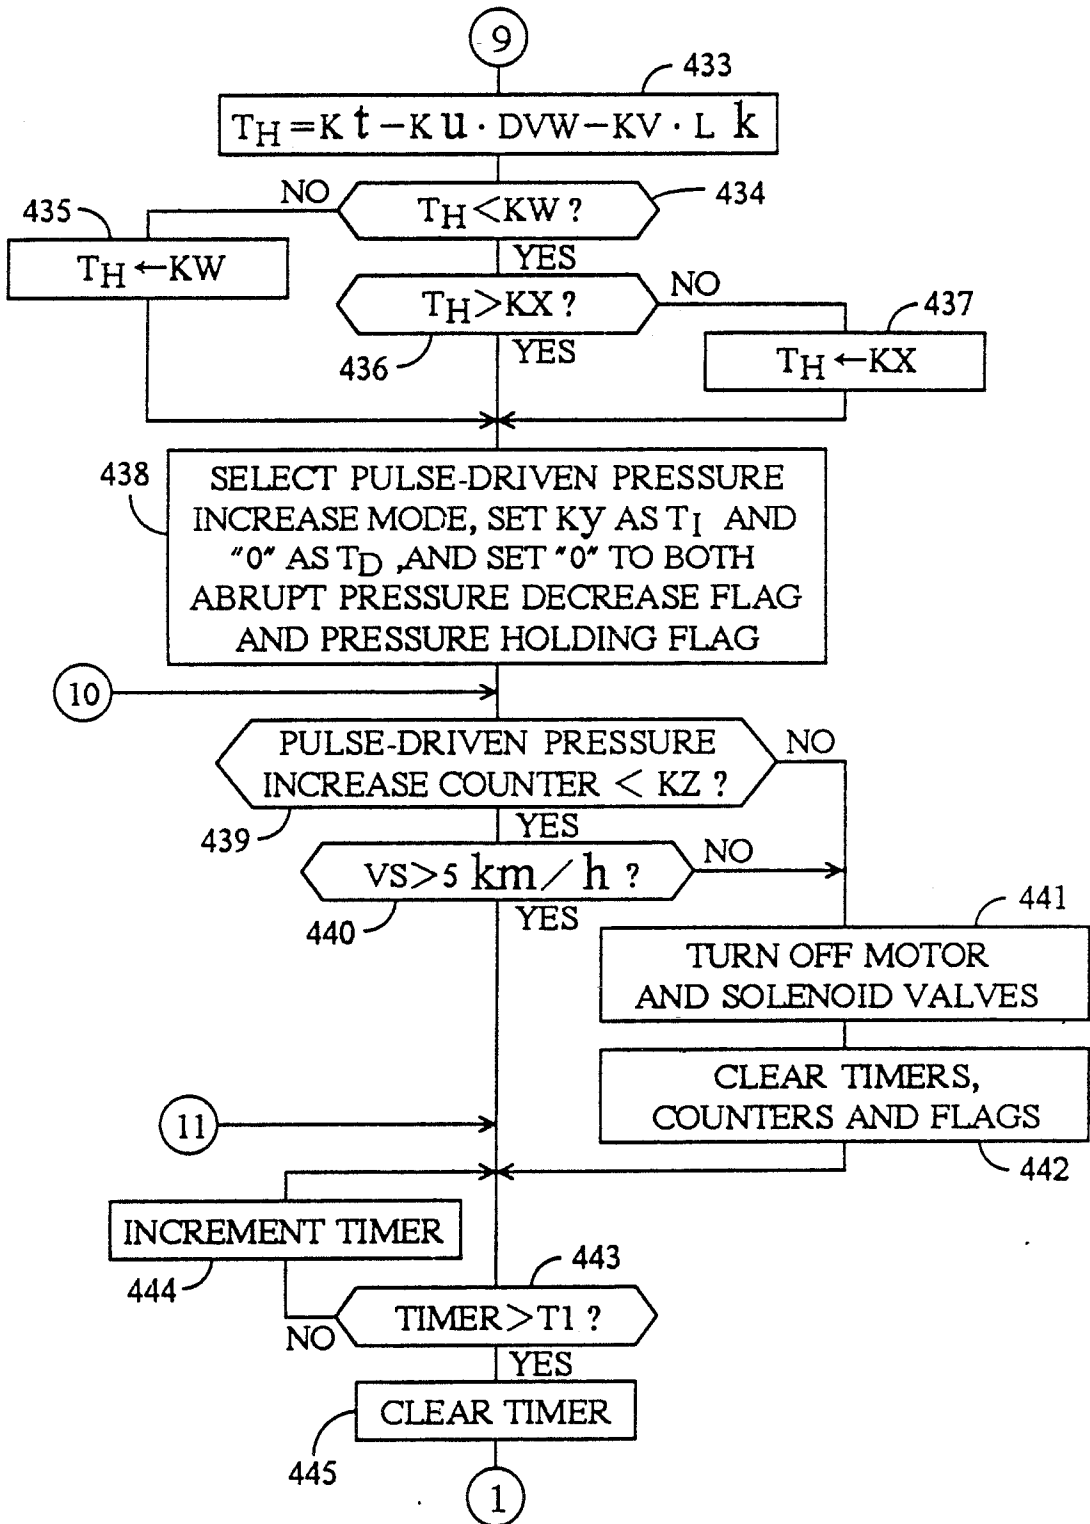 9
433
TH=Kt-Ku·DVW-KV·Lk
NO
434
435
TH<KW?
TH←KW
YES
NO
TH>KX?
437
436
YES
TH←KX
438
SELECT PULSE-DRIVEN PRESSURE
INCREASE MODE, SET Ky AS TI AND
"0" AS TD ,AND SET "0" TO BOTH
ABRUPT PRESSURE DECREASE FLAG
AND PRESSURE HOLDING FLAG
10
PULSE-DRIVEN PRESSURE
NO
INCREASE COUNTER < KZ ?
439
YES
NO
VS>5 km/h ?
440
YES
441
TURN OFF MOTOR
AND SOLENOID VALVES
CLEAR TIMERS,
COUNTERS AND FLAGS
11
442
INCREMENT TIMER
444
443
TIMER>T1?
NO
YES
CLEAR TIMER
445
1